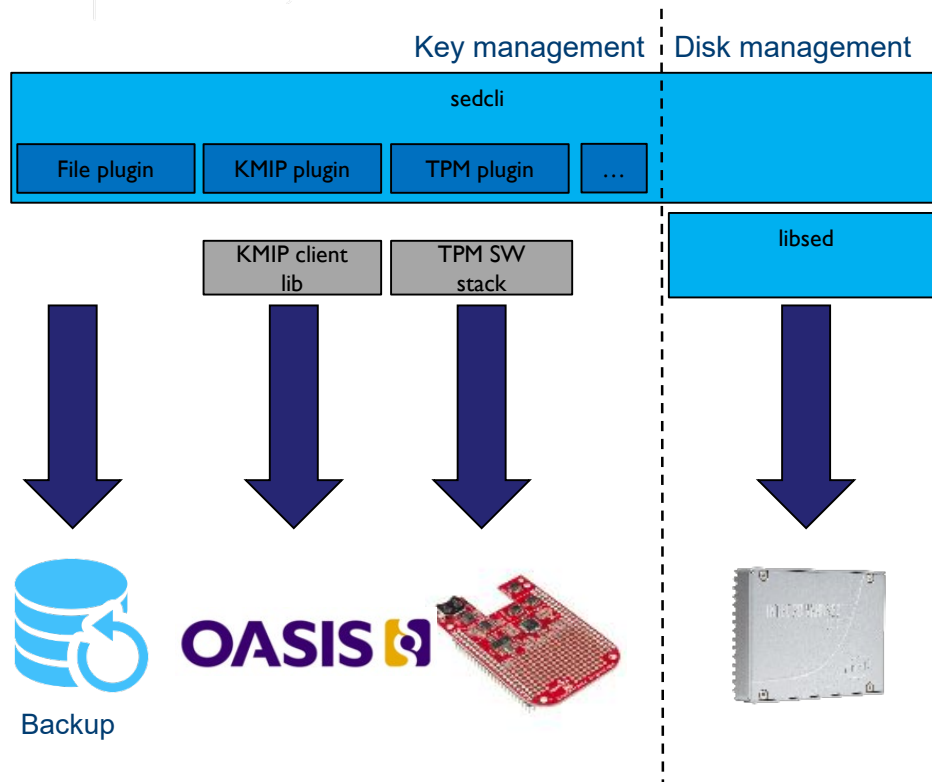 Key management
Disk management
sedcli
File plugin
KMIP plugin
TPM plugin
...
KMIP client
lib
TPM SW
stack
libsed
OASIS
Backup